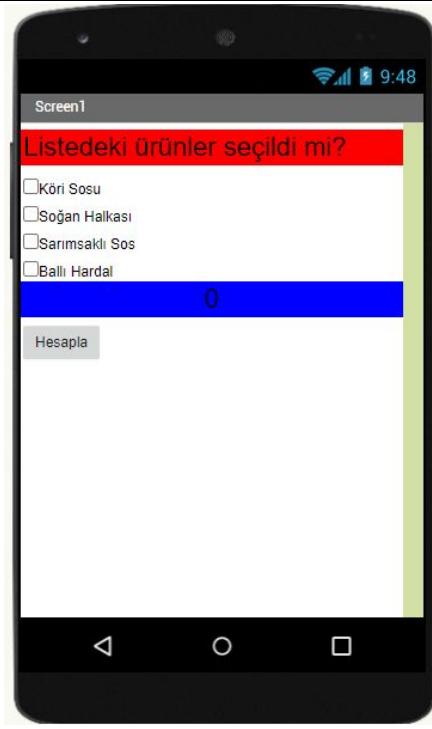 9:48
Screen1
Listedeki ürünler seçildi mi?
Köri Sosu
Soğan Halkası
Sarımsaklı Sos
Ballı Hardal
0
Hesapla